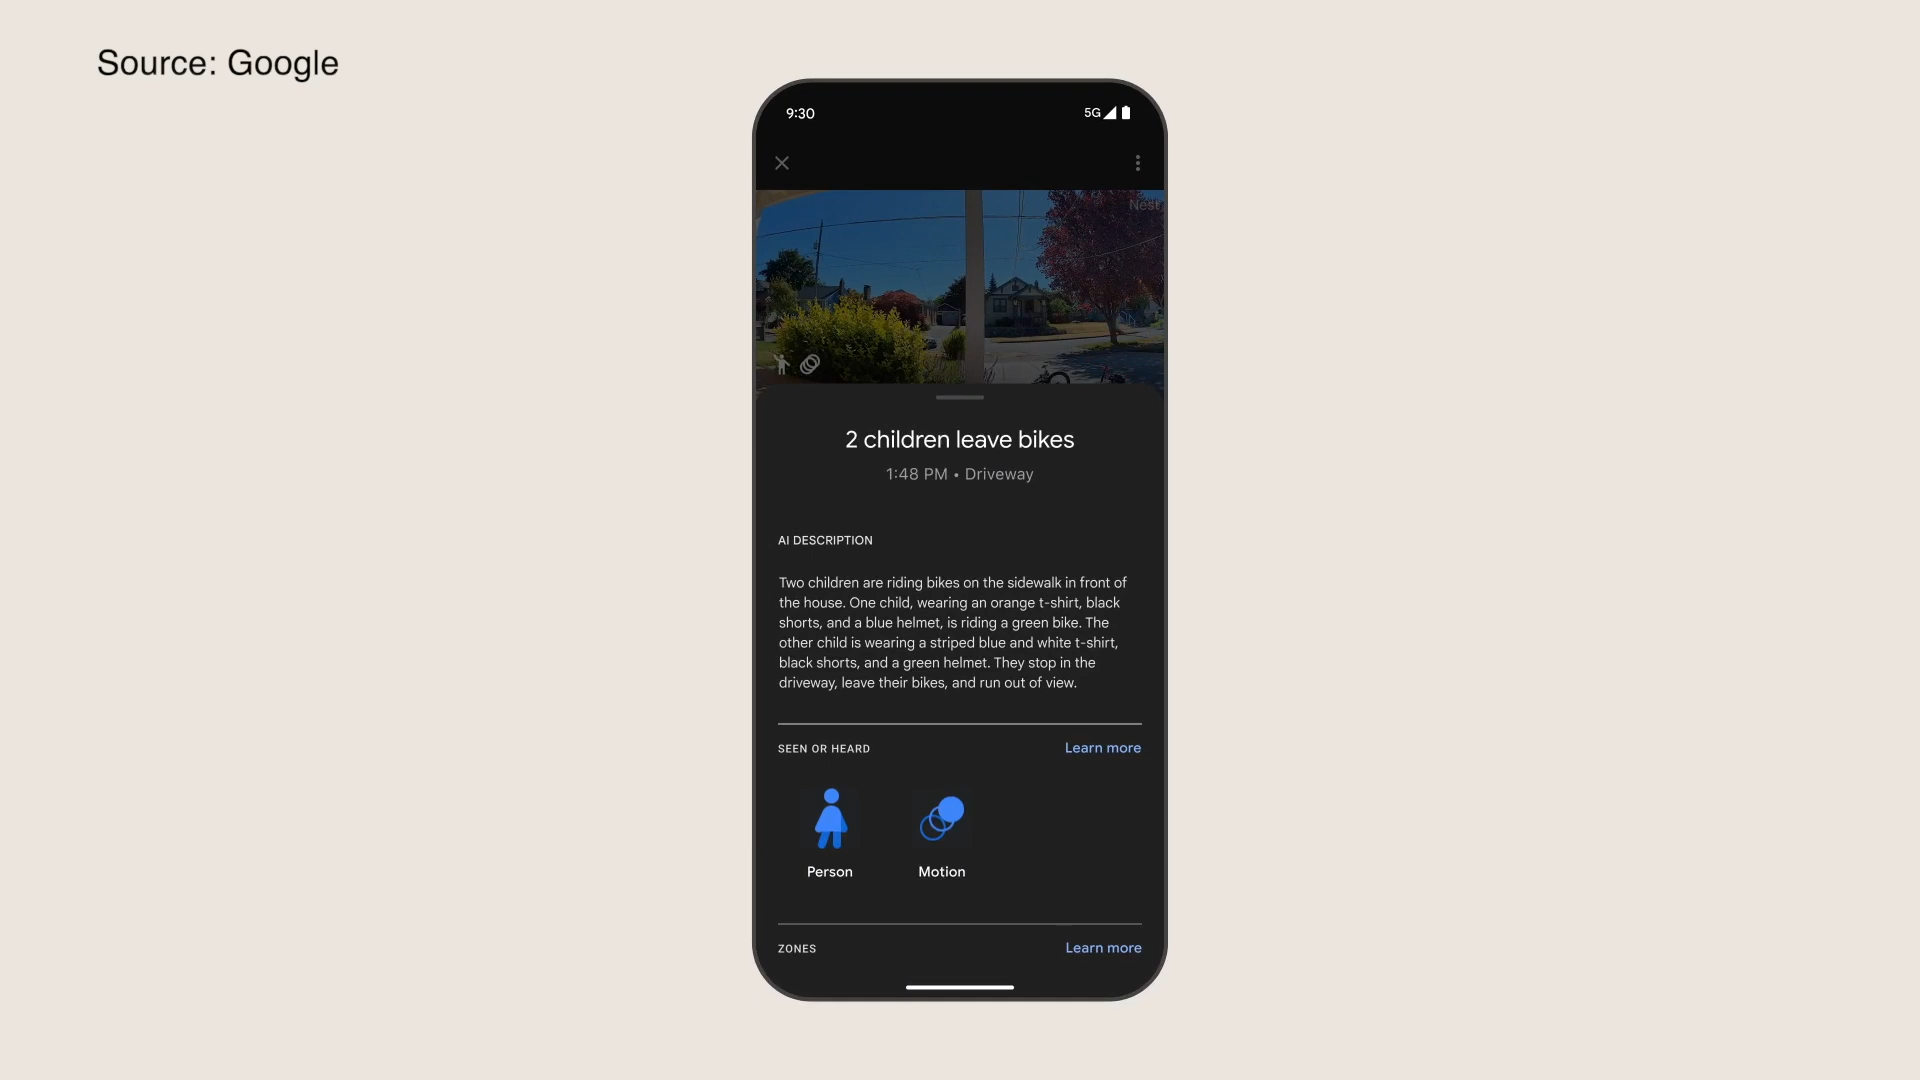 Source: Google
9:30
5G
Nest
2 children leave bikes
1:48 PM • Driveway
AI DESCRIPTION
Two children are riding bikes on the sidewalk in front of
the house. One child, wearing an orange t-shirt, black
shorts, and a blue helmet, is riding a green bike. The
other child is wearing a striped blue and white t-shirt,
black shorts, and a green helmet. They stop in the
driveway, leave their bikes, and run out of view.
SEEN OR HEARD
Learn more
Person
Motion
ZONES
Learn more